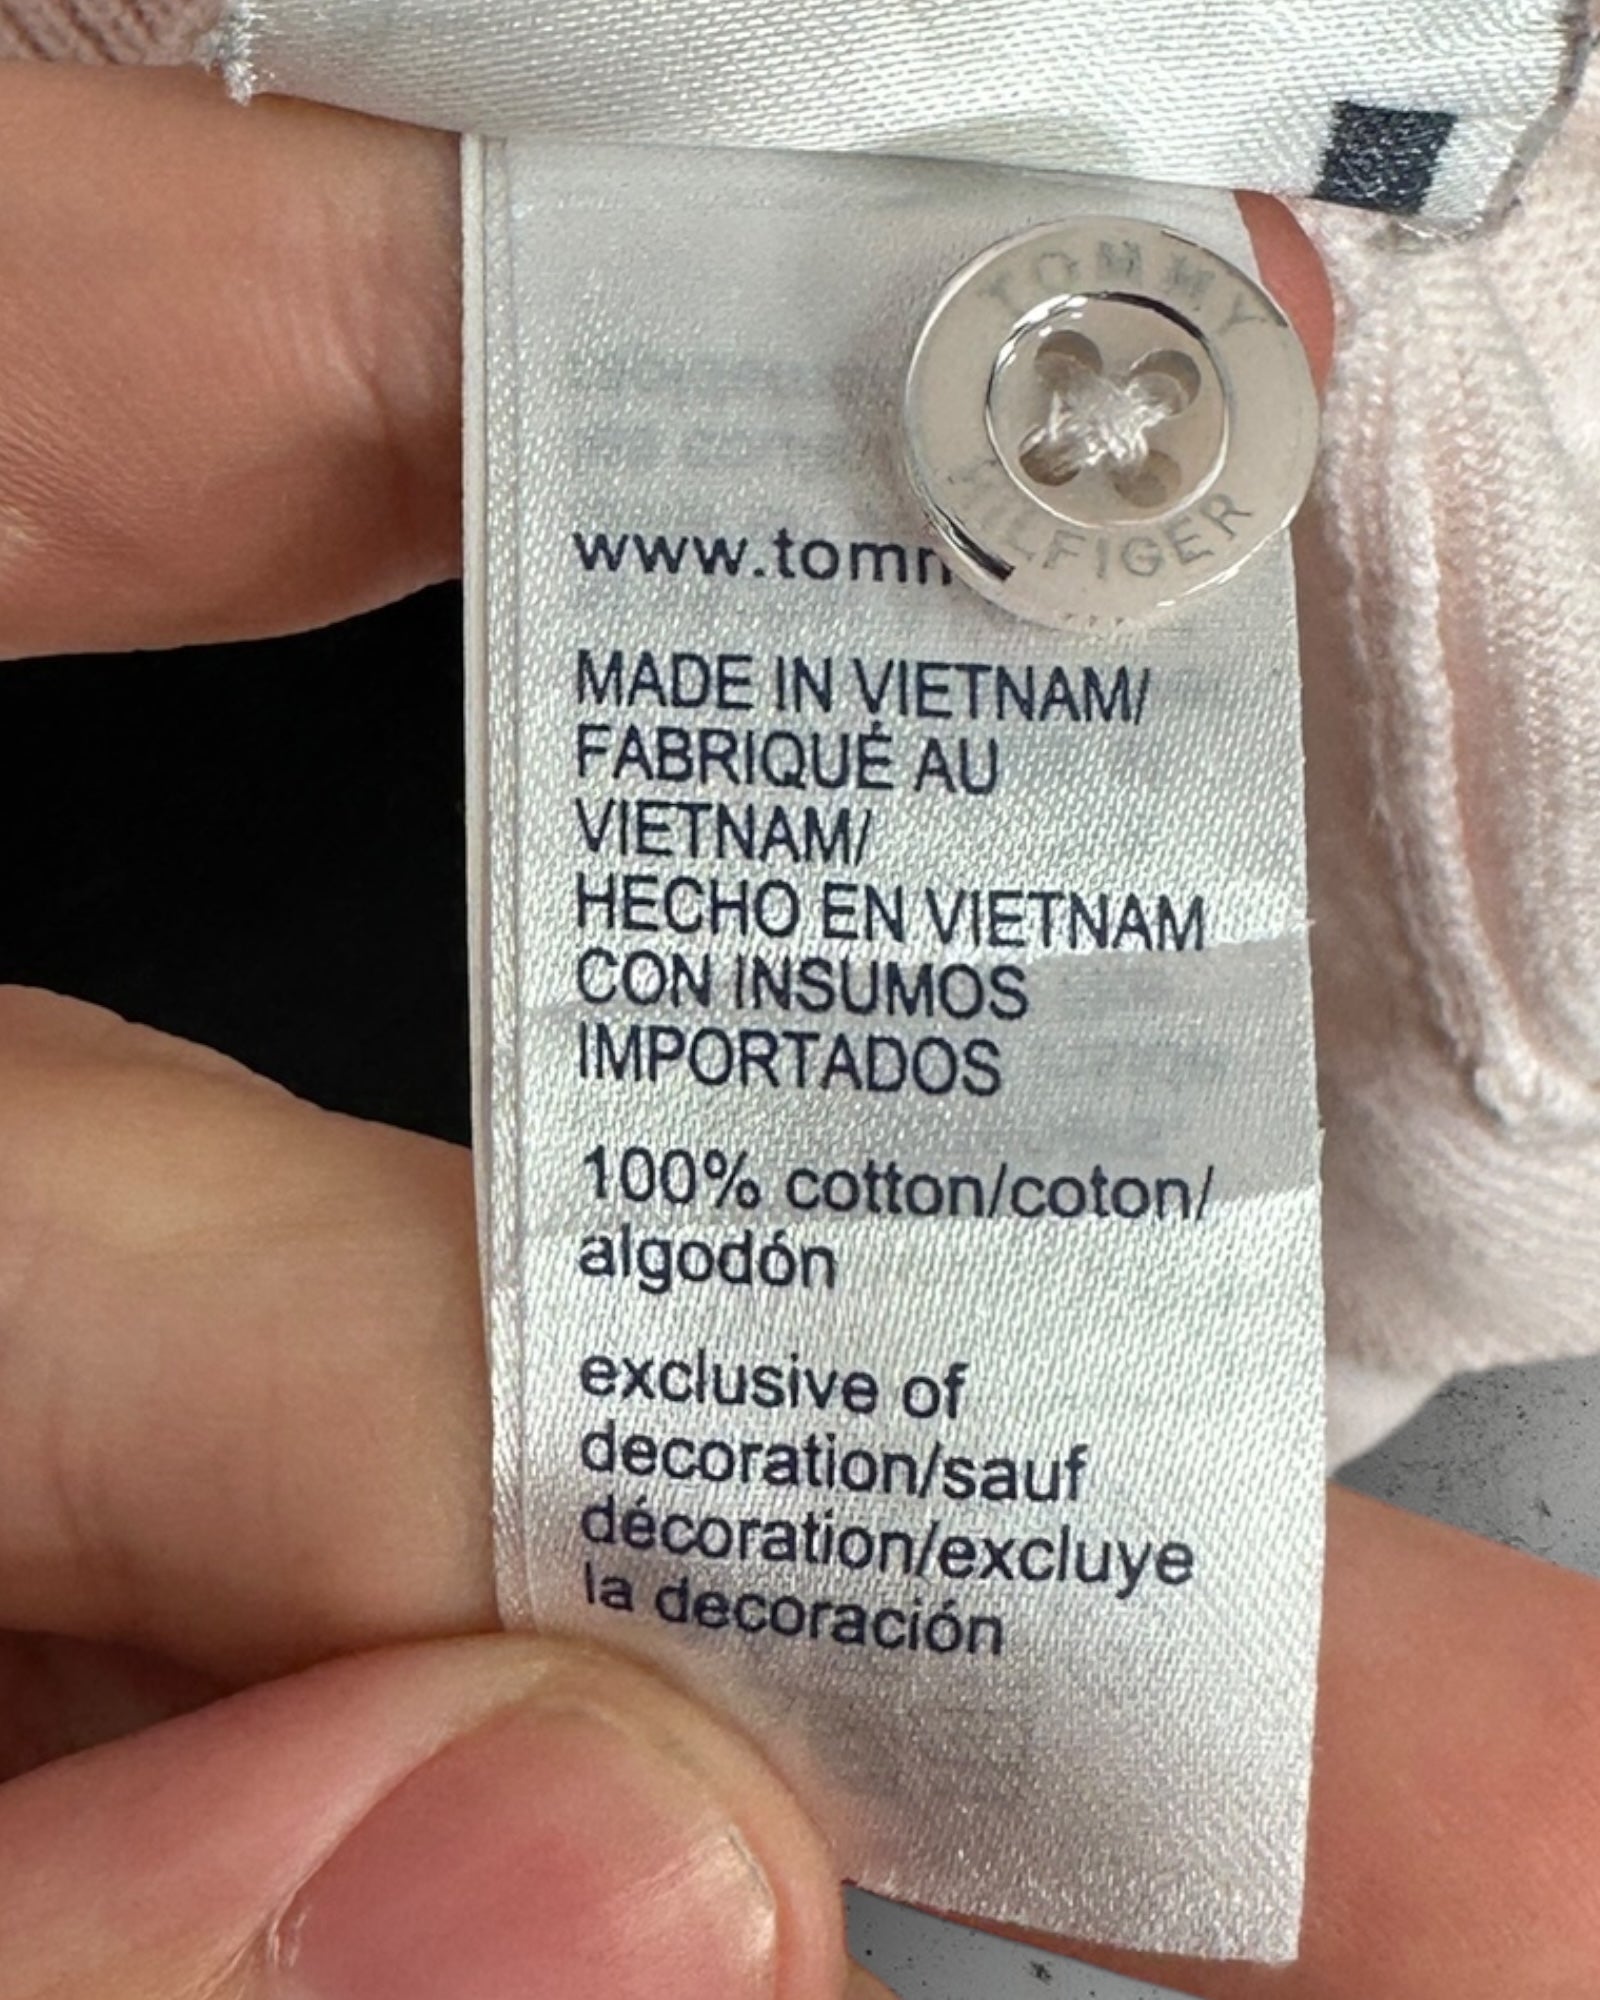 TOMMY
HILFIGER
www.tomm
MADE IN VIETNAM/
FABRIQUÉ AU
VIETNAM/
HECHO EN VIETNAM
CON INSUMOS
IMPORTADOS
100% cotton/coton/
algodón
exclusive of
decoration/sauf
décoration/excluye
la decoración